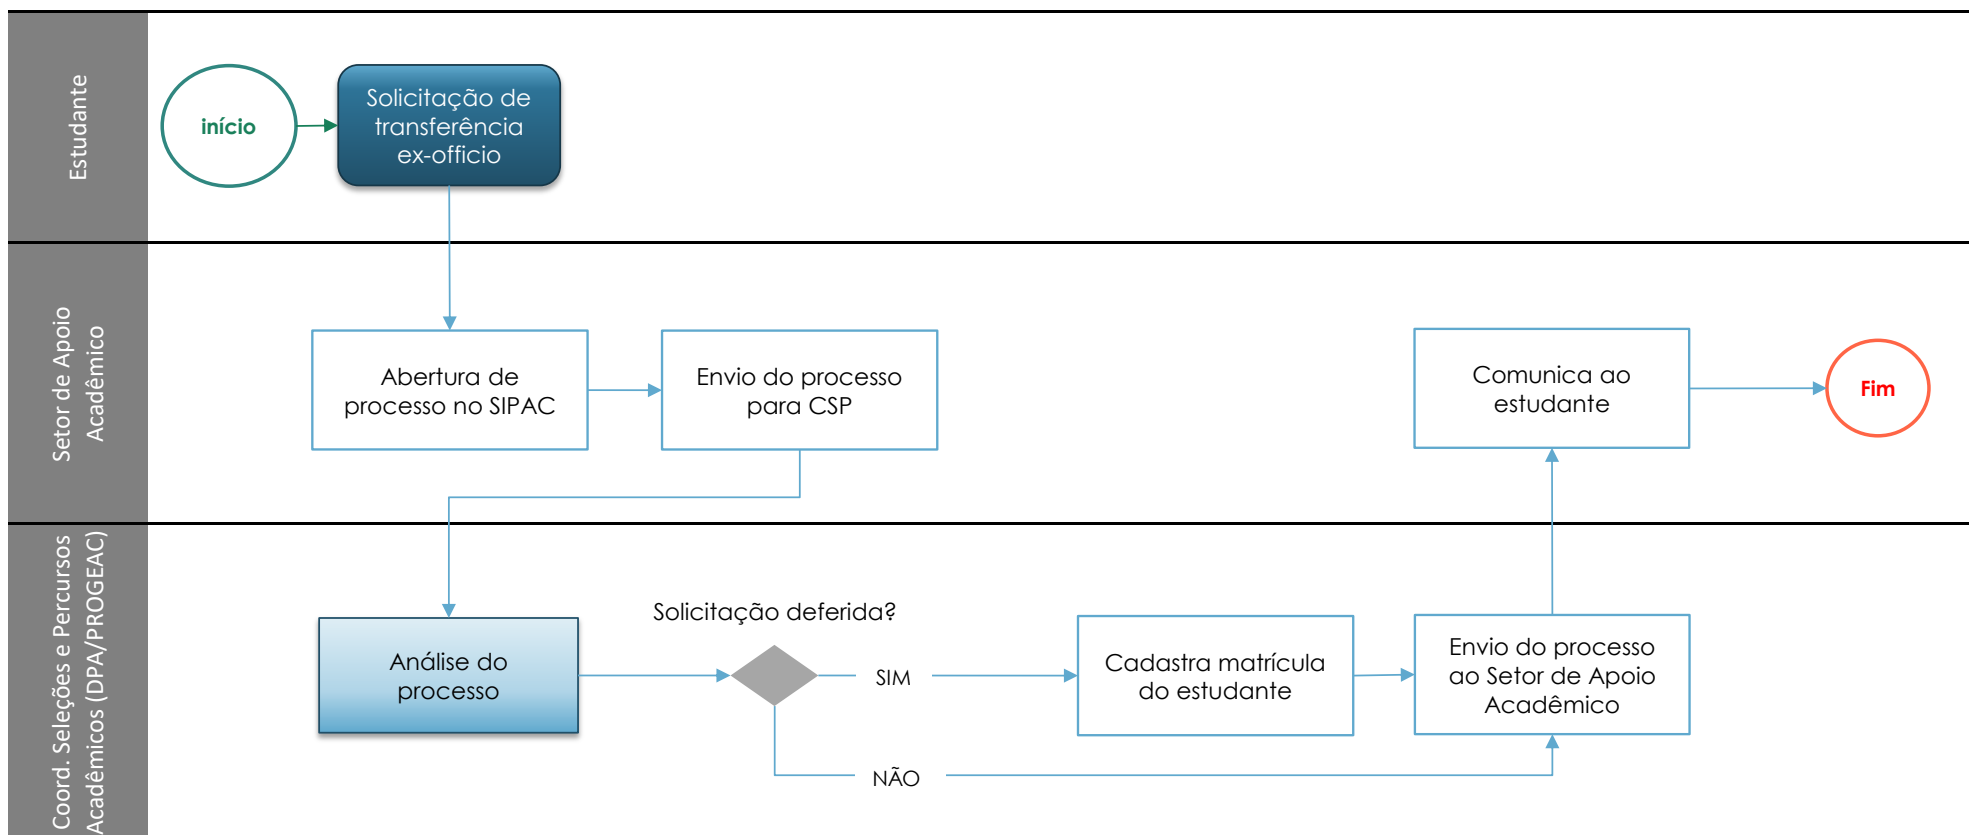 Estudante
início
Solicitação de
transferência
ex-officio
Setor de Apoio
Acadêmico
Abertura de
processo no SIPAC
Envio do processo
para CSP
Comunica ao
estudante
Fim
Coord. Seleções e Percursos
Acadêmicos (DPA/PROGEAC)
Análise do
processo
Solicitação deferida?
SIM
NÃO
Cadastra matrícula
do estudante
Envio do processo
ao Setor de Apoio
Acadêmico